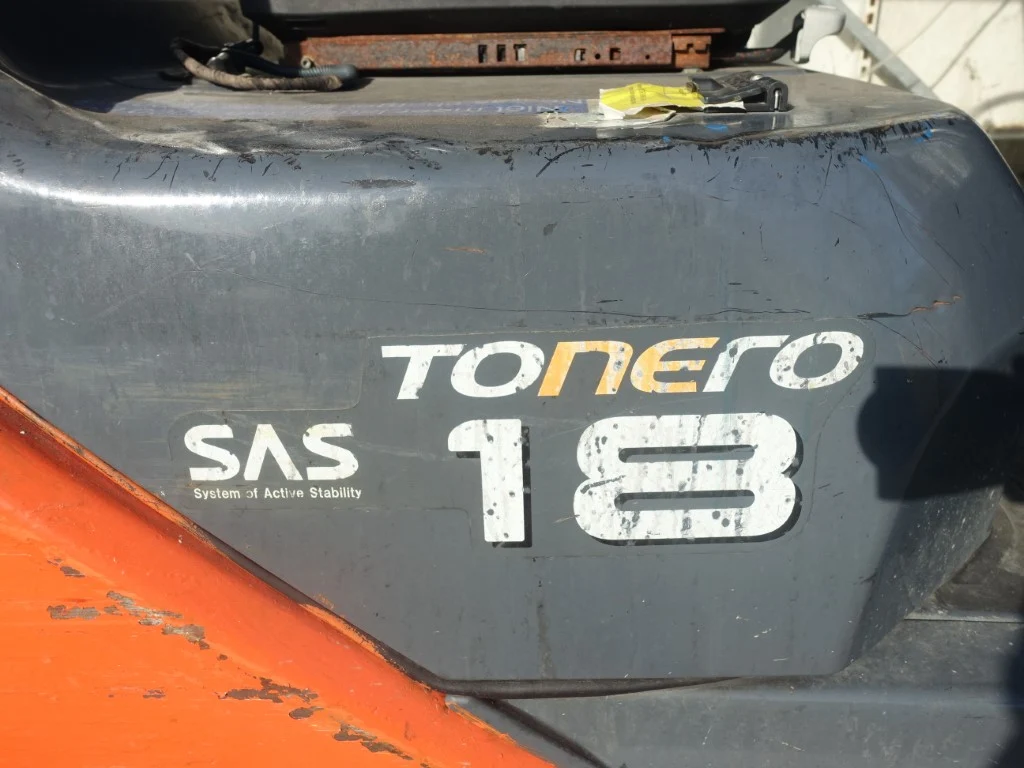 TONERO
SAS
18
System of Active Stability